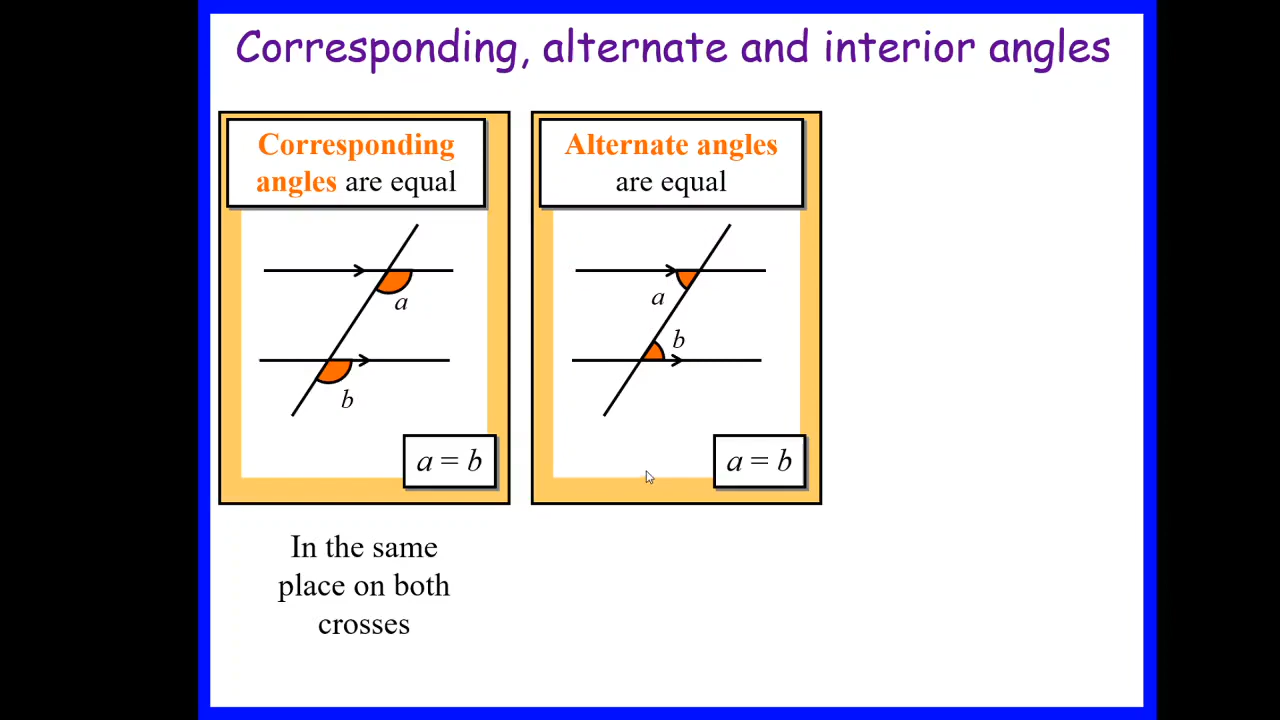 Corresponding, alternate and interior angles
Corresponding
angles are equal
a
b
a = b
In the same
place on both
crosses
Alternate angles
are equal
a
b
a = b